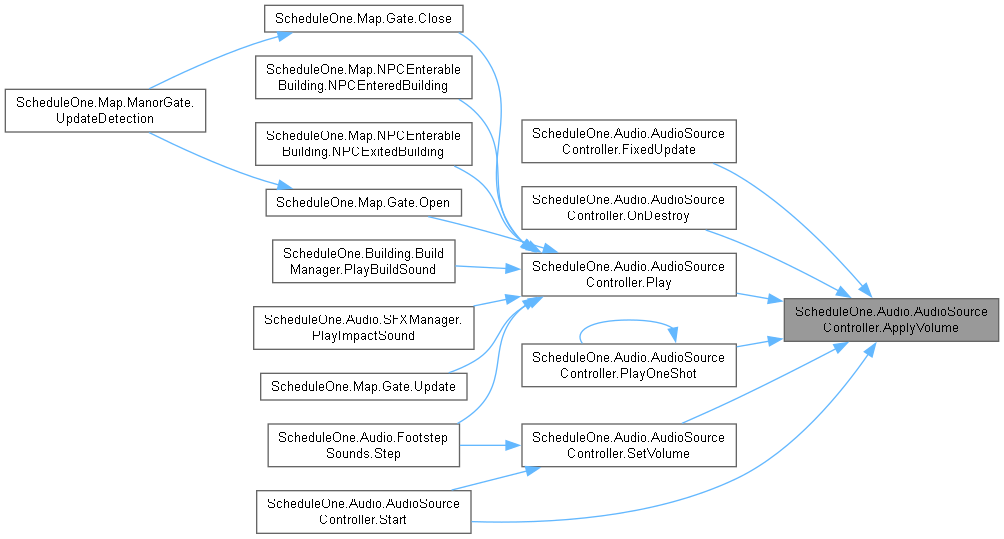 ScheduleOne.Map.Gate.Close
ScheduleOne.Map.NPCEnterable
Building.NPCEnteredBuilding
ScheduleOne.Map.ManorGate.
UpdateDetection
ScheduleOne.Map.NPCEnterable
Building.NPCExitedBuilding
ScheduleOne.Map.Gate.Open
ScheduleOne.Building.Build
Manager.PlayBuildSound
ScheduleOne.Audio.SFXManager.
PlayImpactSound
ScheduleOne.Map.Gate.Update
ScheduleOne.Audio.Footstep
Sounds.Step
ScheduleOne.Audio.AudioSource
Controller.Start
ScheduleOne.Audio.AudioSource
Controller.FixedUpdate
ScheduleOne.Audio.AudioSource
Controller.OnDestroy
ScheduleOne.Audio.AudioSource
Controller.Play
ScheduleOne.Audio.AudioSource
Controller.PlayOneShot
ScheduleOne.Audio.AudioSource
Controller.SetVolume
ScheduleOne.Audio.AudioSource
Controller.ApplyVolume